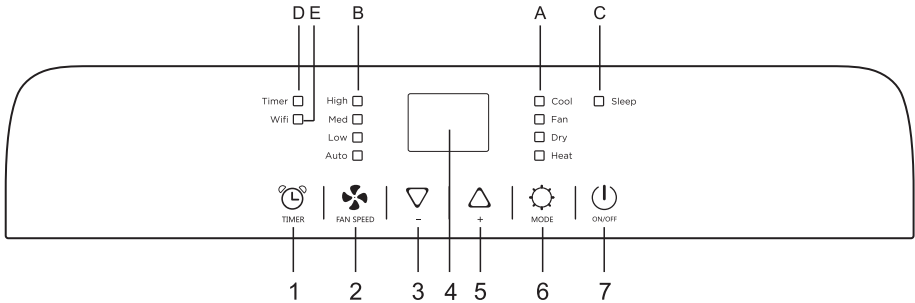 D E B A C
Timer High Cool Sleep
Wifi Med Fan
Low Dry
Auto Heat
TIMER FAN SPEED − + MODE ON/OFF
1 2 3 4 5 6 7